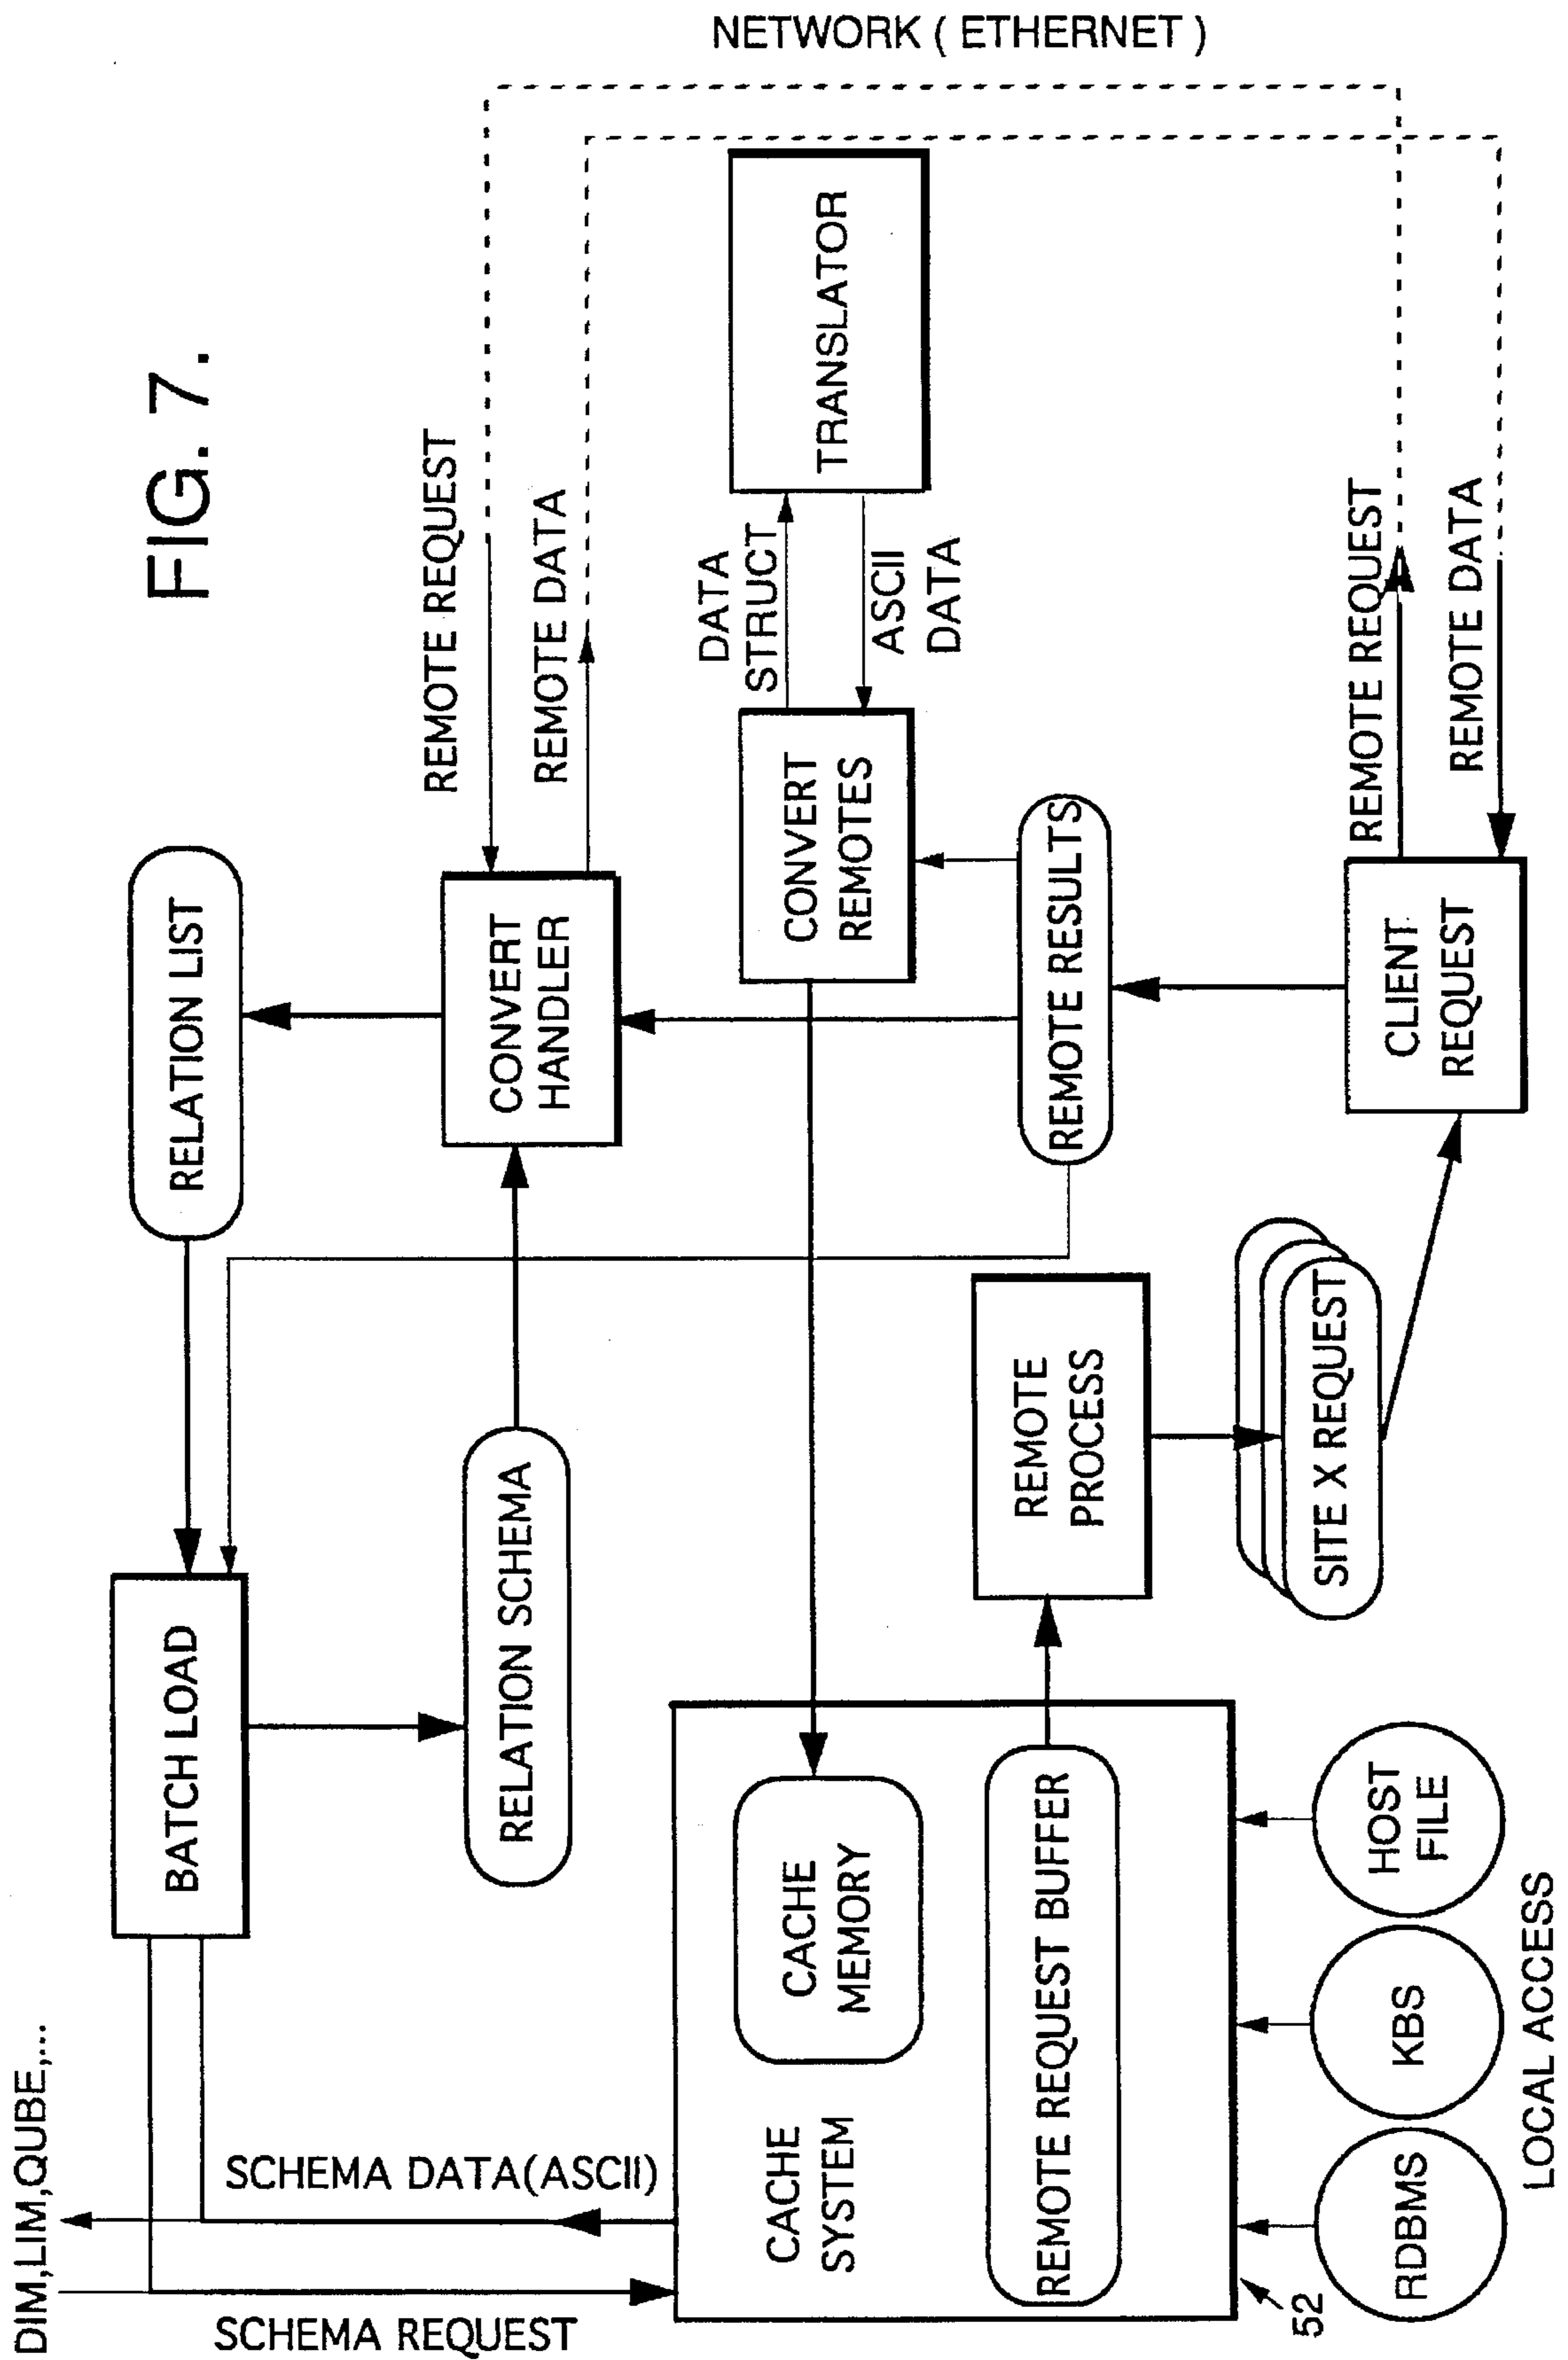 FIG. 7.
DIM,LIM,QUBE,...
SCHEMA REQUEST
SCHEMA DATA(ASCII)
BATCH LOAD
RELATION LIST
RELATION SCHEMA
CONVERT
HANDLER
REMOTE REQUEST
REMOTE DATA
NETWORK ( ETHERNET )
CACHE
SYSTEM
CACHE
MEMORY
REMOTE REQUEST BUFFER
CONVERT
REMOTES
DATA
STRUCT
ASCII
DATA
TRANSLATOR
REMOTE
PROCESS
REMOTE RESULTS
SITE X REQUEST
CLIENT
REQUEST
REMOTE REQUEST
REMOTE DATA
52
RDBMS
KBS
HOST
FILE
LOCAL ACCESS